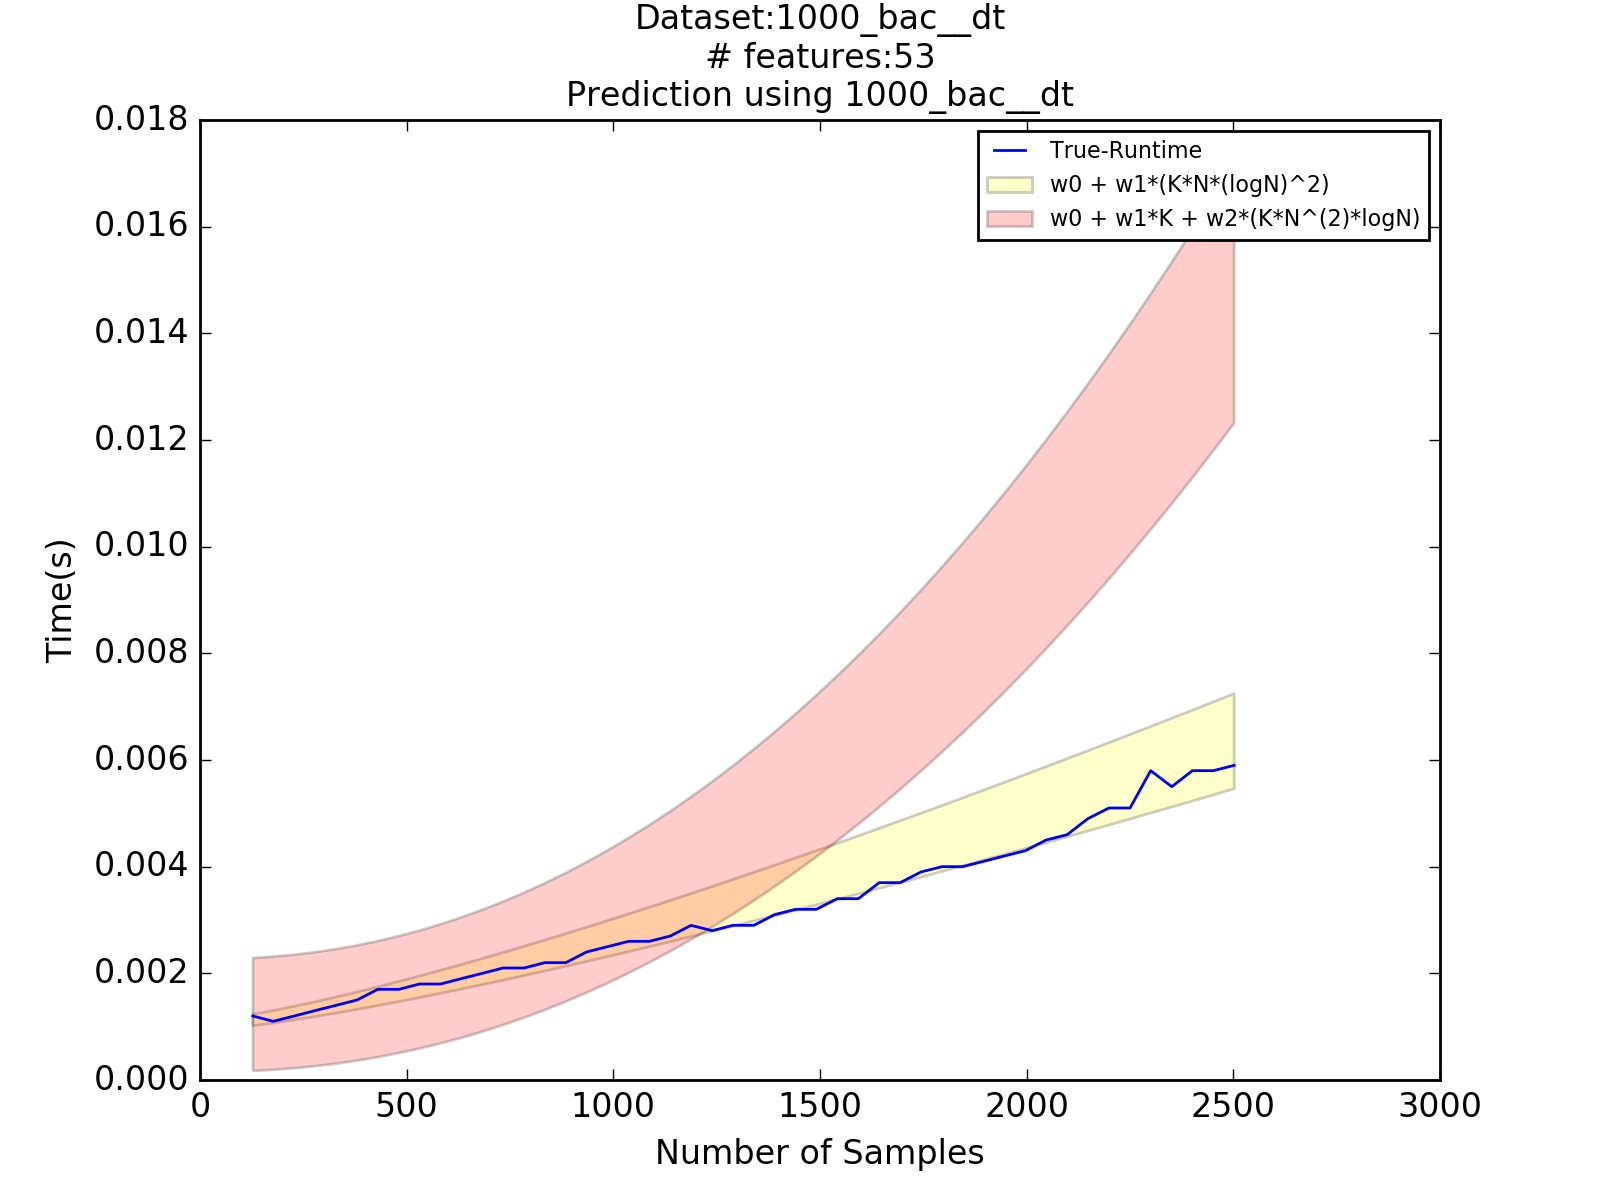 Dataset:1000_bac__dt
# features:53
Prediction using 1000_bac__dt
0.018
0.016
0.014
0.012
0.010
0.008
0.006
0.004
0.002
0.000
Time(s)
True-Runtime
w0 + w1*(K*N*(logN)^2)
w0 + w1*K + w2*(K*N^(2)*logN)
0 500 1000 1500 2000 2500 3000
Number of Samples